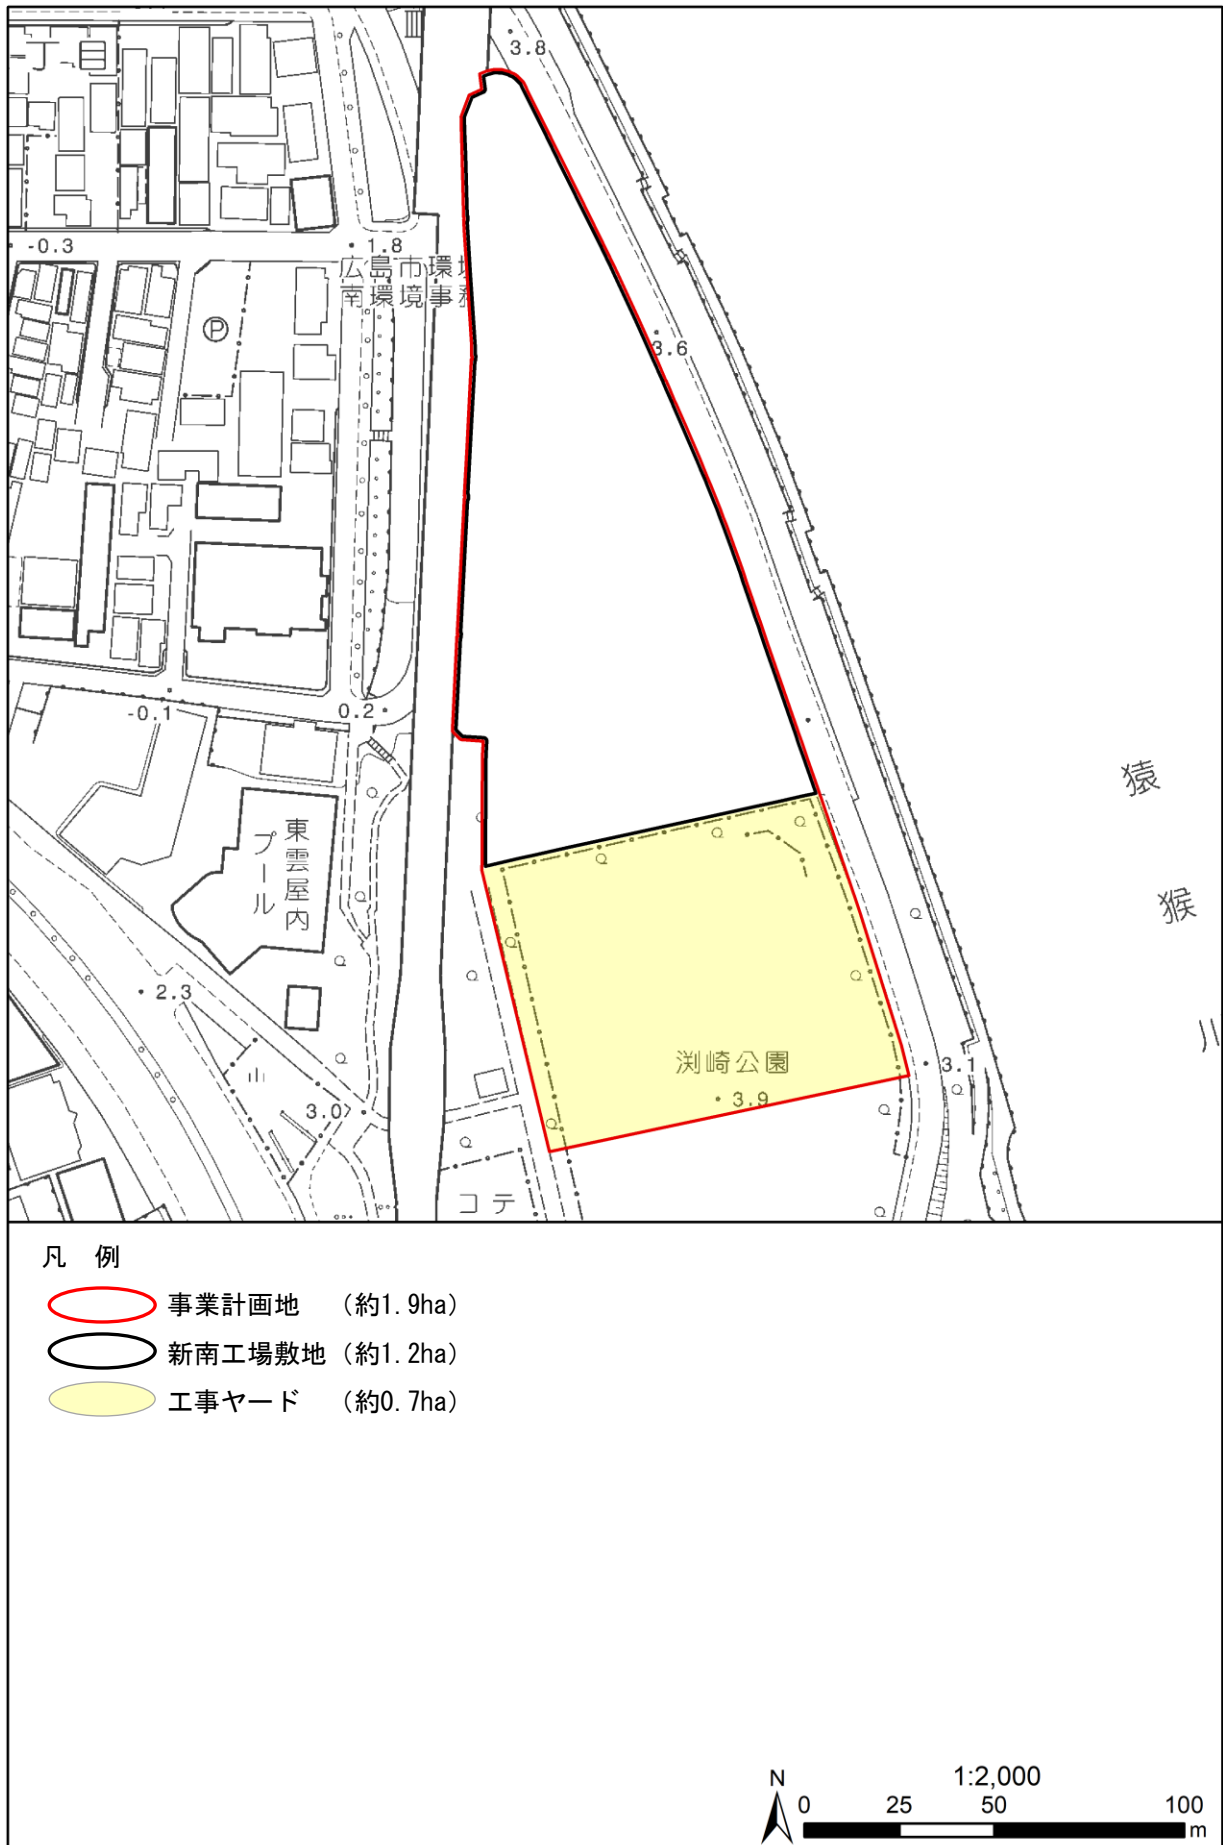 3.8
-0.3
1.8
広島市環境
南環境事務
P
3.6
-0.1
0.2
東雲屋内
プール
猿
猴
川
2.3
渕崎公園
3.9
3.1
3.0
コテ
凡 例
事業計画地 （約1.9ha）
新南工場敷地（約1.2ha）
工事ヤード （約0.7ha）
N
1:2,000
0 25 50 100
m